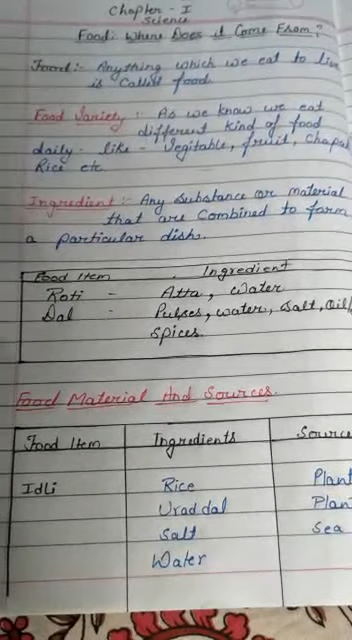 Chapter - I
Science
Food: Where Does it Come From?
Food:- Anything which we eat to live
is Called food.
Food Variety : As we know we eat
different kind of food
daily- like - Vegitable, fruit, Chapa
Rice etc
Ingredient :- Any Substance or material
that are Combined to form
a particular dish.
Food Item Ingredient
Roti - Atta, Water
Dal - Pulses, water, Salt, Oil/
Spices.
Food Material And Sources.
Food Item Ingredients Source
Idli Rice Plant
Urad dal Plan
Salt Sea
Water